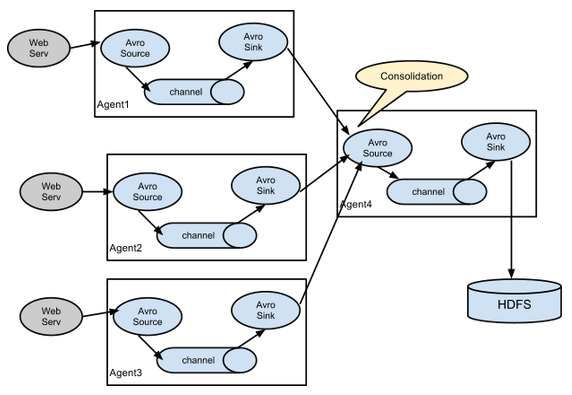 Web
Serv
Avro
Source
Avro
Sink
channel
Agent1
Consolidation
Web
Serv
Avro
Source
Avro
Sink
channel
Agent2
Avro
Source
Avro
Sink
channel
Agent4
Web
Serv
Avro
Source
Avro
Sink
channel
Agent3
HDFS